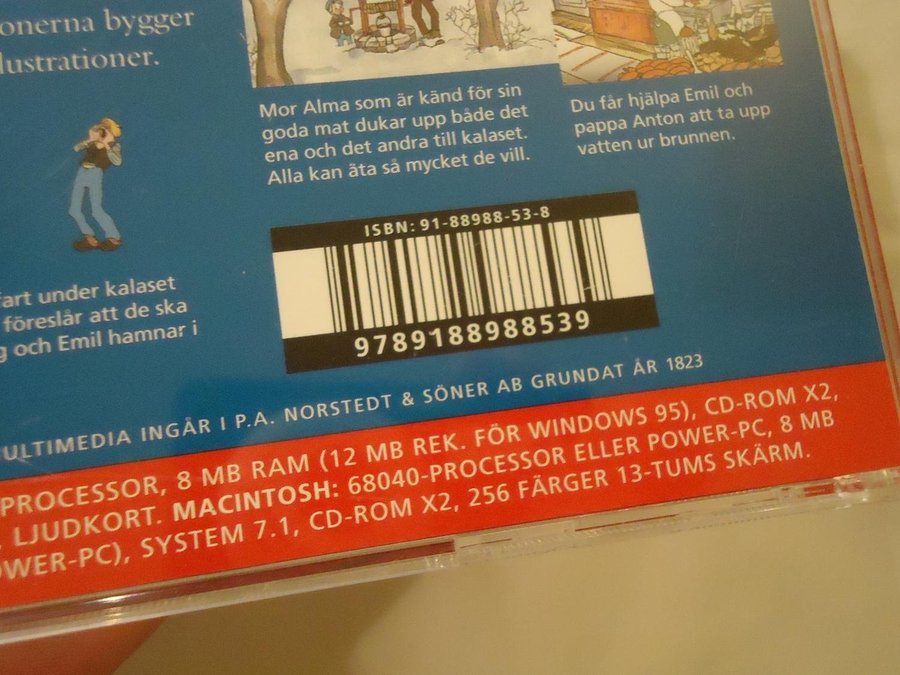 onerna bygger
lustrationer.
Mor Alma som är känd för sin
goda mat dukar upp både det
ena och det andra till kalaset.
Alla kan äta så mycket de vill.
Du får hjälpa Emil och
pappa Anton att ta upp
vatten ur brunnen.
fart under kalaset
föreslår att de ska
g och Emil hamnar i
ISBN: 91-88988-53-8
9789188988539
ULTIMEDIA INGÅR I P.A. NORSTEDT & SÖNER AB GRUNDAT ÅR 1823
PROCESSOR, 8 MB RAM (12 MB REK. FÖR WINDOWS 95), CD-ROM X2,
, LJUDKORT. MACINTOSH: 68040-PROCESSOR ELLER POWER-PC, 8 MB
OWER-PC), SYSTEM 7.1, CD-ROM X2, 256 FÄRGER 13-TUMS SKÄRM.